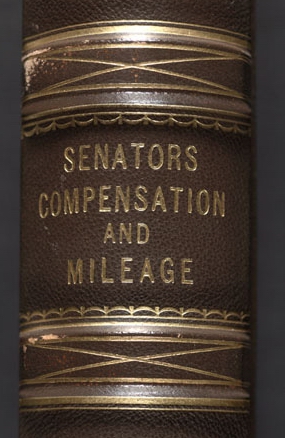 SENATORS
COMPENSATION
AND
MILEAGE